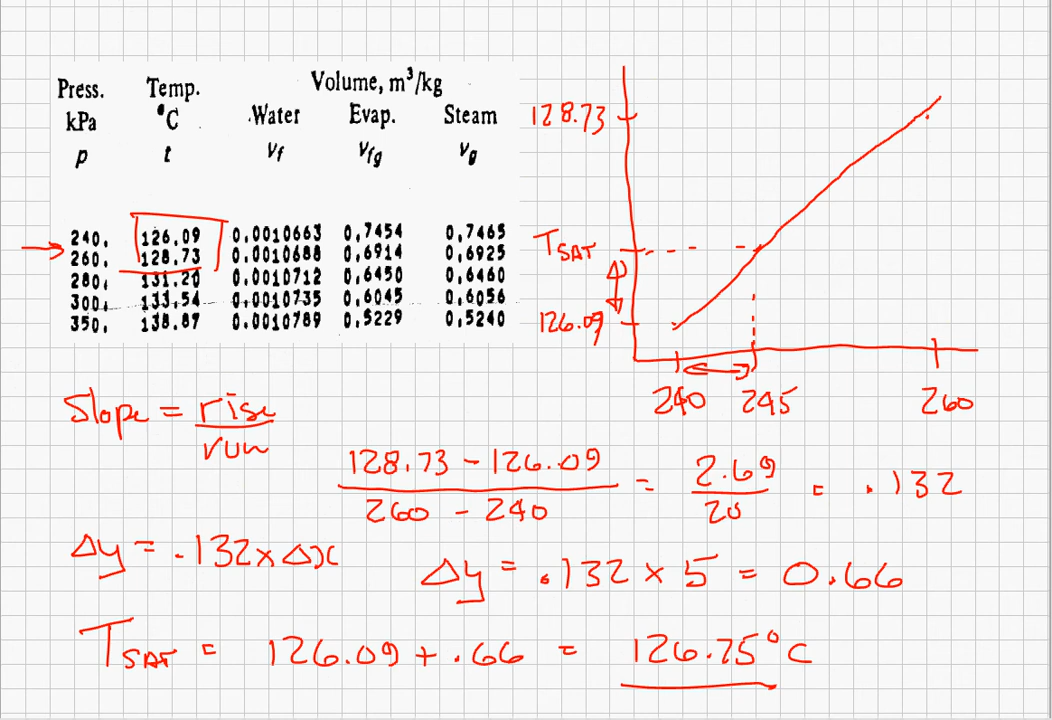 Press. Temp. Volume, m³/kg
kPa °C Water Evap. Steam
p t vf vfg vg
240. 126.09 0.0010663 0.7454 0.7465
260. 128.73 0.0010688 0.6914 0.6925
280. 131.20 0.0010712 0.6450 0.6460
300. 133.54 0.0010735 0.6045 0.6056
350. 138.87 0.0010789 0.5229 0.5240
128.73
TSAT
126.09
240 245 260
Slope = rise
run
128.73 - 126.09 = 2.69 = .132
260 - 240 20
Δy = .132 x Δx
Δy = .132 x 5 = 0.66
TSAT = 126.09 + .66 = 126.75°C